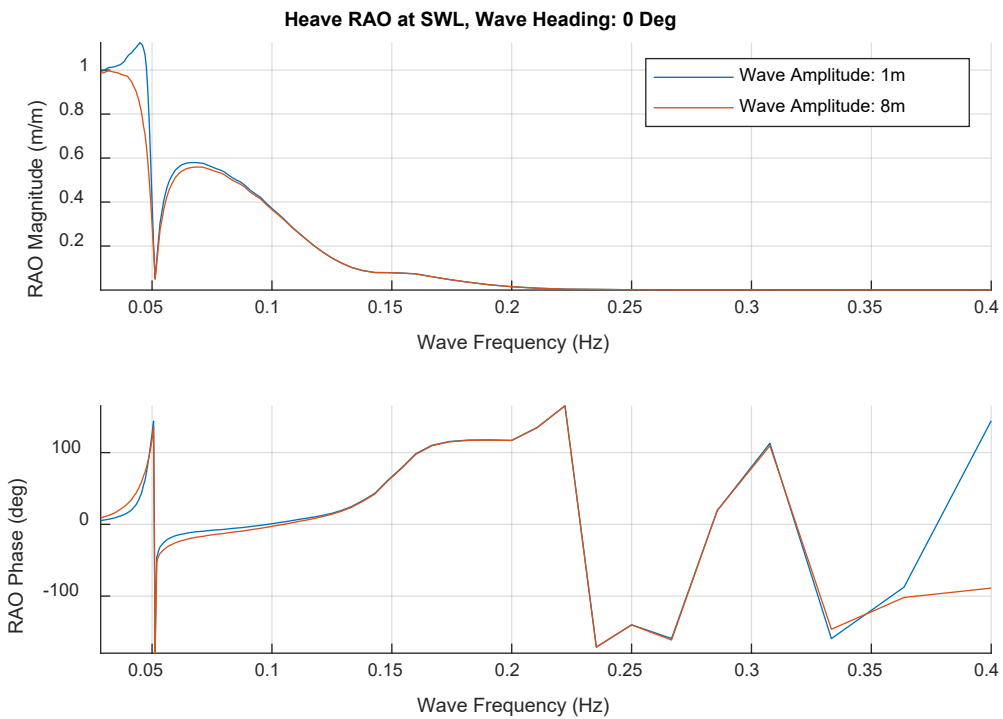 Heave RAO at SWL, Wave Heading: 0 Deg
Wave Amplitude: 1m
Wave Amplitude: 8m
RAO Magnitude (m/m)
1
0.8
0.6
0.4
0.2
0.05 0.1 0.15 0.2 0.25 0.3 0.35 0.4
Wave Frequency (Hz)
RAO Phase (deg)
100
0
-100
0.05 0.1 0.15 0.2 0.25 0.3 0.35 0.4
Wave Frequency (Hz)